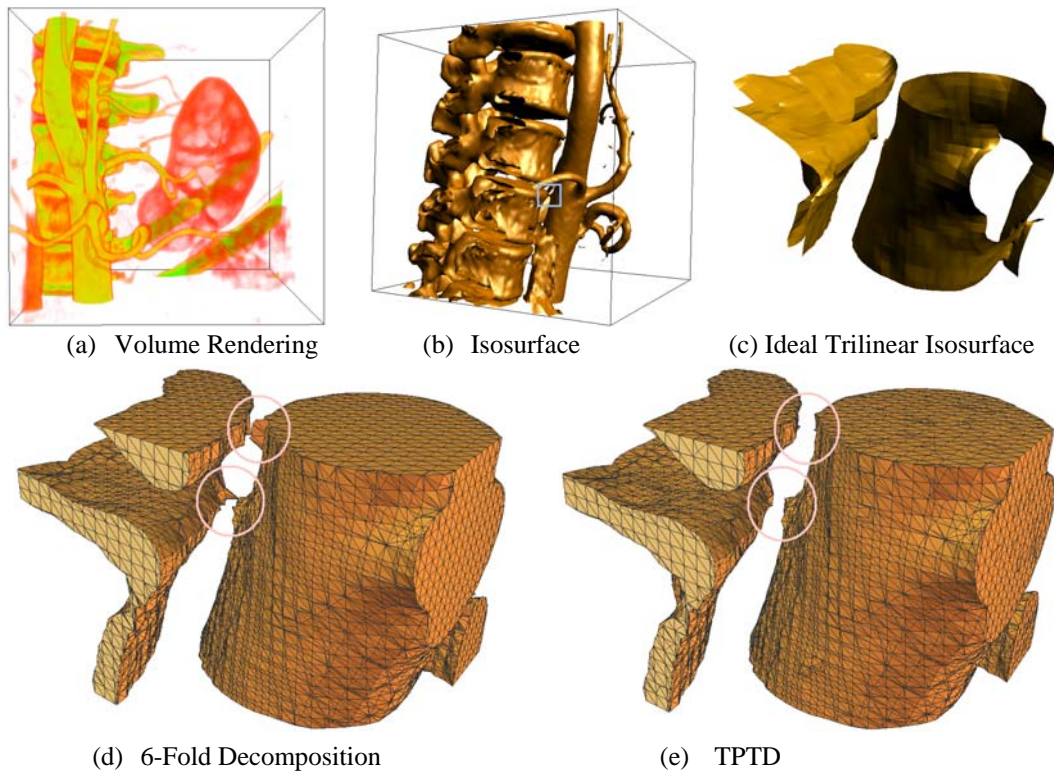 (a) Volume Rendering
(b) Isosurface
(c) Ideal Trilinear Isosurface
(d) 6-Fold Decomposition
(e) TPTD